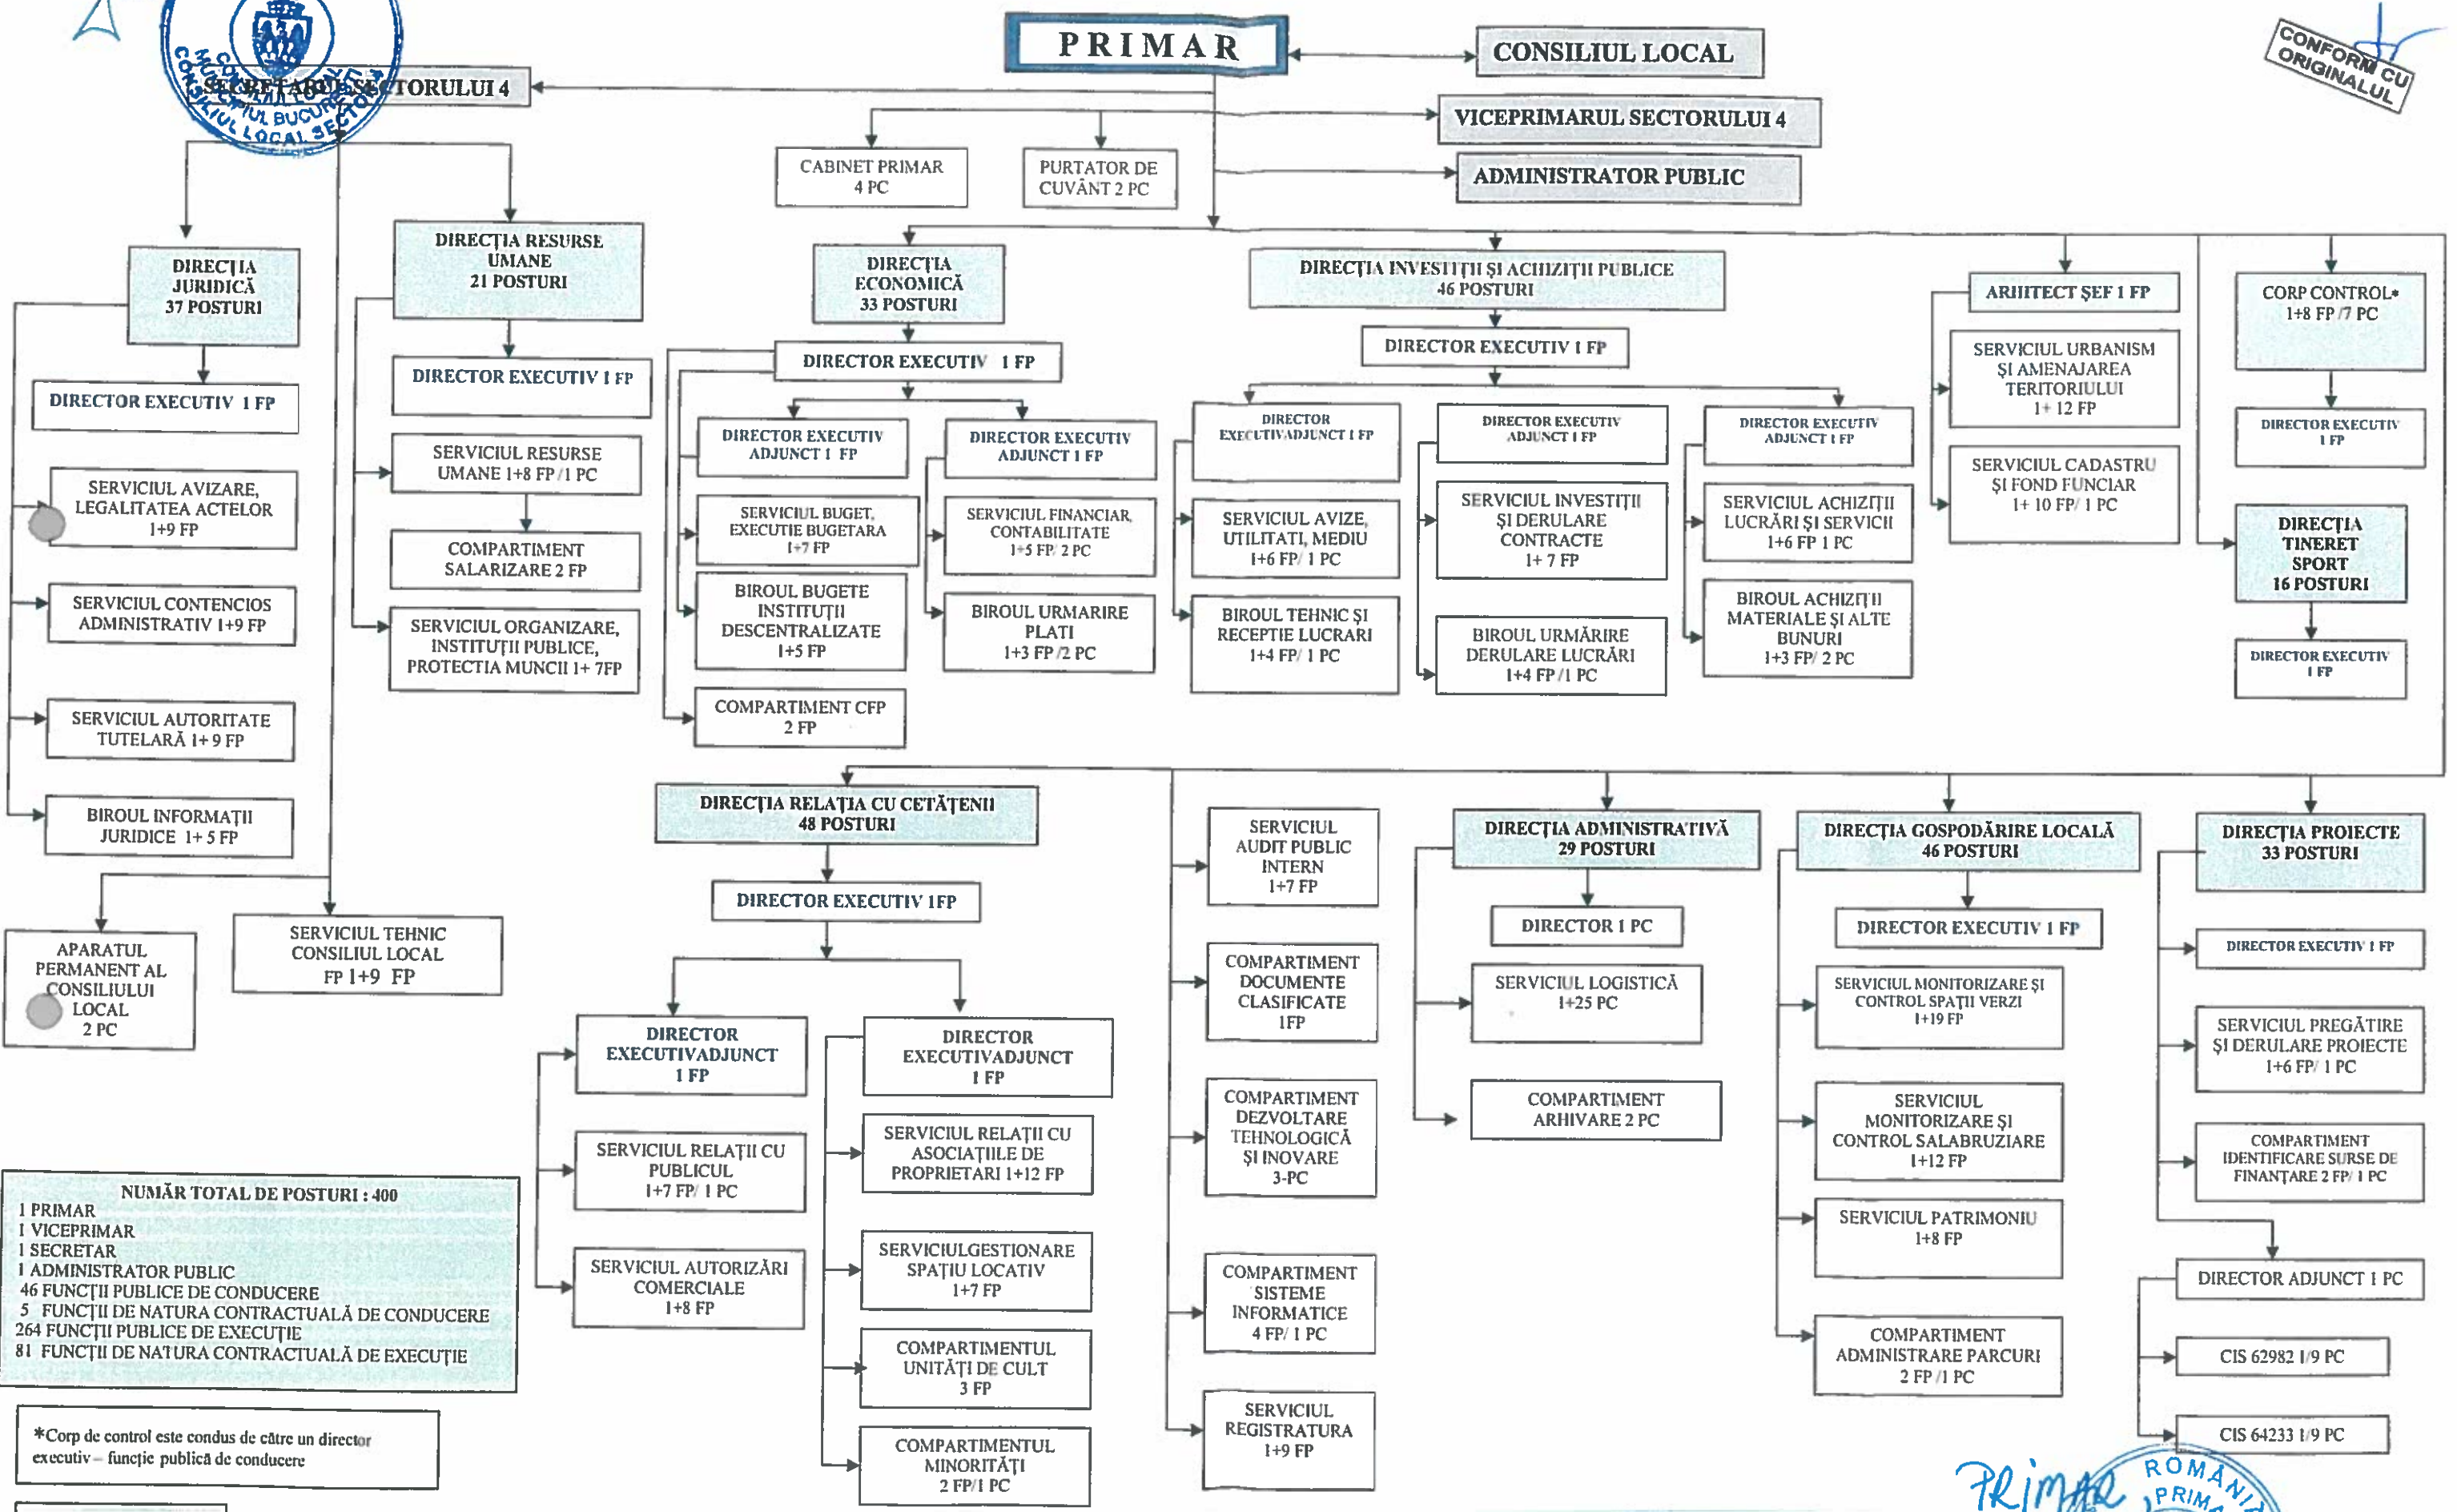 PRIMAR
CONSILIUL LOCAL
CONFORM CU
ORIGINALUL
SECRETARUL SECTORULUI 4
CONSILIUL LOCAL SECTOR 4
VICEPRIMARUL SECTORULUI 4
ADMINISTRATOR PUBLIC
CABINET PRIMAR
4 PC
PURTATOR DE
CUVÂNT 2 PC
DIRECȚIA
JURIDICĂ
37 POSTURI
DIRECTOR EXECUTIV 1 FP
SERVICIUL AVIZARE,
LEGALITATEA ACTELOR
1+9 FP
SERVICIUL CONTENCIOS
ADMINISTRATIV 1+9 FP
SERVICIUL AUTORITATE
TUTELARĂ 1+ 9 FP
BIROUL INFORMAȚII
JURIDICE 1+ 5 FP
DIRECȚIA RESURSE
UMANE
21 POSTURI
DIRECTOR EXECUTIV 1 FP
SERVICIUL RESURSE
UMANE 1+8 FP/1 PC
COMPARTIMENT
SALARIZARE 2 FP
SERVICIUL ORGANIZARE,
INSTITUȚII PUBLICE,
PROTECTIA MUNCII 1+ 7FP
APARATUL
PERMANENT AL
CONSILIULUI
LOCAL
2 PC
SERVICIUL TEHNIC
CONSILIUL LOCAL
FP 1+9 FP
DIRECȚIA
ECONOMICĂ
33 POSTURI
DIRECTOR EXECUTIV 1 FP
DIRECTOR EXECUTIV
ADJUNCT 1 FP
SERVICIUL BUGET,
EXECUTIE BUGETARA
1+7 FP
BIROUL BUGETE
INSTITUȚII
DESCENTRALIZATE
1+5 FP
COMPARTIMENT CFP
2 FP
DIRECTOR EXECUTIV
ADJUNCT 1 FP
SERVICIUL FINANCIAR,
CONTABILITATE
1+5 FP/ 2 PC
BIROUL URMARIRE
PLATI
1+3 FP /2 PC
DIRECȚIA INVESTIȚII ȘI ACHIZIȚII PUBLICE
46 POSTURI
DIRECTOR EXECUTIV 1 FP
DIRECTOR
EXECUTIVADJUNCT 1 FP
SERVICIUL AVIZE,
UTILITATI, MEDIU
1+6 FP/ 1 PC
BIROUL TEHNIC ȘI
RECEPTIE LUCRARI
1+4 FP/ 1 PC
DIRECTOR EXECUTIV
ADJUNCT 1 FP
SERVICIUL INVESTIȚII
ȘI DERULARE
CONTRACTE
1+ 7 FP
BIROUL URMĂRIRE
DERULARE LUCRĂRI
1+4 FP /1 PC
DIRECTOR EXECUTIV
ADJUNCT 1 FP
SERVICIUL ACHIZIȚII
LUCRĂRI ȘI SERVICII
1+6 FP 1 PC
BIROUL ACHIZIȚII
MATERIALE ȘI ALTE
BUNURI
1+3 FP/ 2 PC
ARHITECT ȘEF 1 FP
SERVICIUL URBANISM
ȘI AMENAJAREA
TERITORIULUI
1+ 12 FP
SERVICIUL CADASTRU
ȘI FOND FUNCIAR
1+ 10 FP/ 1 PC
CORP CONTROL*
1+8 FP /7 PC
DIRECTOR EXECUTIV
1 FP
DIRECȚIA
TINERET
SPORT
16 POSTURI
DIRECTOR EXECUTIV
1 FP
DIRECȚIA RELAȚIA CU CETĂȚENII
48 POSTURI
DIRECTOR EXECUTIV 1FP
DIRECTOR
EXECUTIVADJUNCT
1 FP
SERVICIUL RELAȚII CU
PUBLICUL
1+7 FP/ 1 PC
SERVICIUL AUTORIZĂRI
COMERCIALE
1+8 FP
DIRECTOR
EXECUTIVADJUNCT
1 FP
SERVICIUL RELAȚII CU
ASOCIAȚIILE DE
PROPRIETARI 1+12 FP
SERVICIULGESTIONARE
SPAȚIU LOCATIV
1+7 FP
COMPARTIMENTUL
UNITĂȚI DE CULT
3 FP
COMPARTIMENTUL
MINORITĂȚI
2 FP/1 PC
SERVICIUL
AUDIT PUBLIC
INTERN
1+7 FP
COMPARTIMENT
DOCUMENTE
CLASIFICATE
1FP
COMPARTIMENT
DEZVOLTARE
TEHNOLOGICĂ
ȘI INOVARE
3-PC
COMPARTIMENT
SISTEME
INFORMATICE
4 FP/ 1 PC
SERVICIUL
REGISTRATURA
1+9 FP
DIRECȚIA ADMINISTRATIVĂ
29 POSTURI
DIRECTOR 1 PC
SERVICIUL LOGISTICĂ
1+25 PC
COMPARTIMENT
ARHIVARE 2 PC
DIRECȚIA GOSPODĂRIRE LOCALĂ
46 POSTURI
DIRECTOR EXECUTIV 1 FP
SERVICIUL MONITORIZARE ȘI
CONTROL SPAȚII VERZI
1+19 FP
SERVICIUL
MONITORIZARE ȘI
CONTROL SALABRUZIARE
1+12 FP
SERVICIUL PATRIMONIU
1+8 FP
COMPARTIMENT
ADMINISTRARE PARCURI
2 FP /1 PC
DIRECȚIA PROIECTE
33 POSTURI
DIRECTOR EXECUTIV 1 FP
SERVICIUL PREGĂTIRE
ȘI DERULARE PROIECTE
1+6 FP/ 1 PC
COMPARTIMENT
IDENTIFICARE SURSE DE
FINANȚARE 2 FP/ 1 PC
DIRECTOR ADJUNCT 1 PC
CIS 62982 1/9 PC
CIS 64233 1/9 PC
NUMĂR TOTAL DE POSTURI : 400
1 PRIMAR
1 VICEPRIMAR
1 SECRETAR
1 ADMINISTRATOR PUBLIC
46 FUNCȚII PUBLICE DE CONDUCERE
5 FUNCȚII DE NATURA CONTRACTUALĂ DE CONDUCERE
264 FUNCȚII PUBLICE DE EXECUȚIE
81 FUNCȚII DE NATURA CONTRACTUALĂ DE EXECUȚIE
*Corp de control este condus de către un director
executiv – funcție publică de conducere
PRIMAR
ROMÂNIA